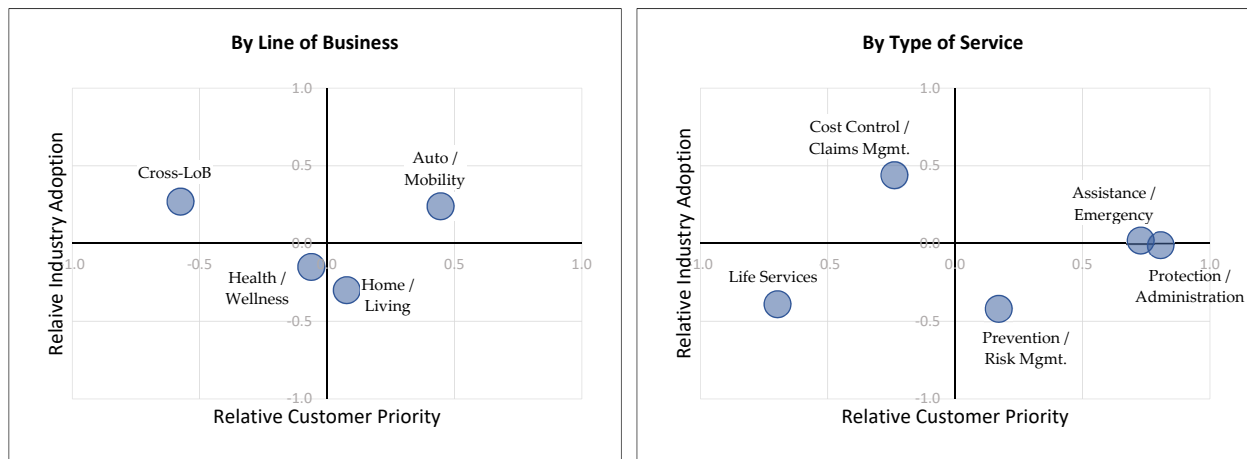 By Line of Business
Relaive Industry Adoption
1.0
0.5
0.0
-0.5
-1.0
1.0
-0.5
0.0
0.5
1.0
Cross-LoB
Auto /
Mobility
Health /
Wellness
Home /
Living
Relative Customer Priority
By Type of Service
Relative Industry Adoption
1.0
0.5
0.0
-0.5
-1.0
-1.0
-0.5
0.0
0.5
1.0
Cost Control /
Claims Mgmt.
Assistance /
Emergency
Life Services
Protection /
Administration
Prevention /
Risk Mgmt.
Relative Customer Priority